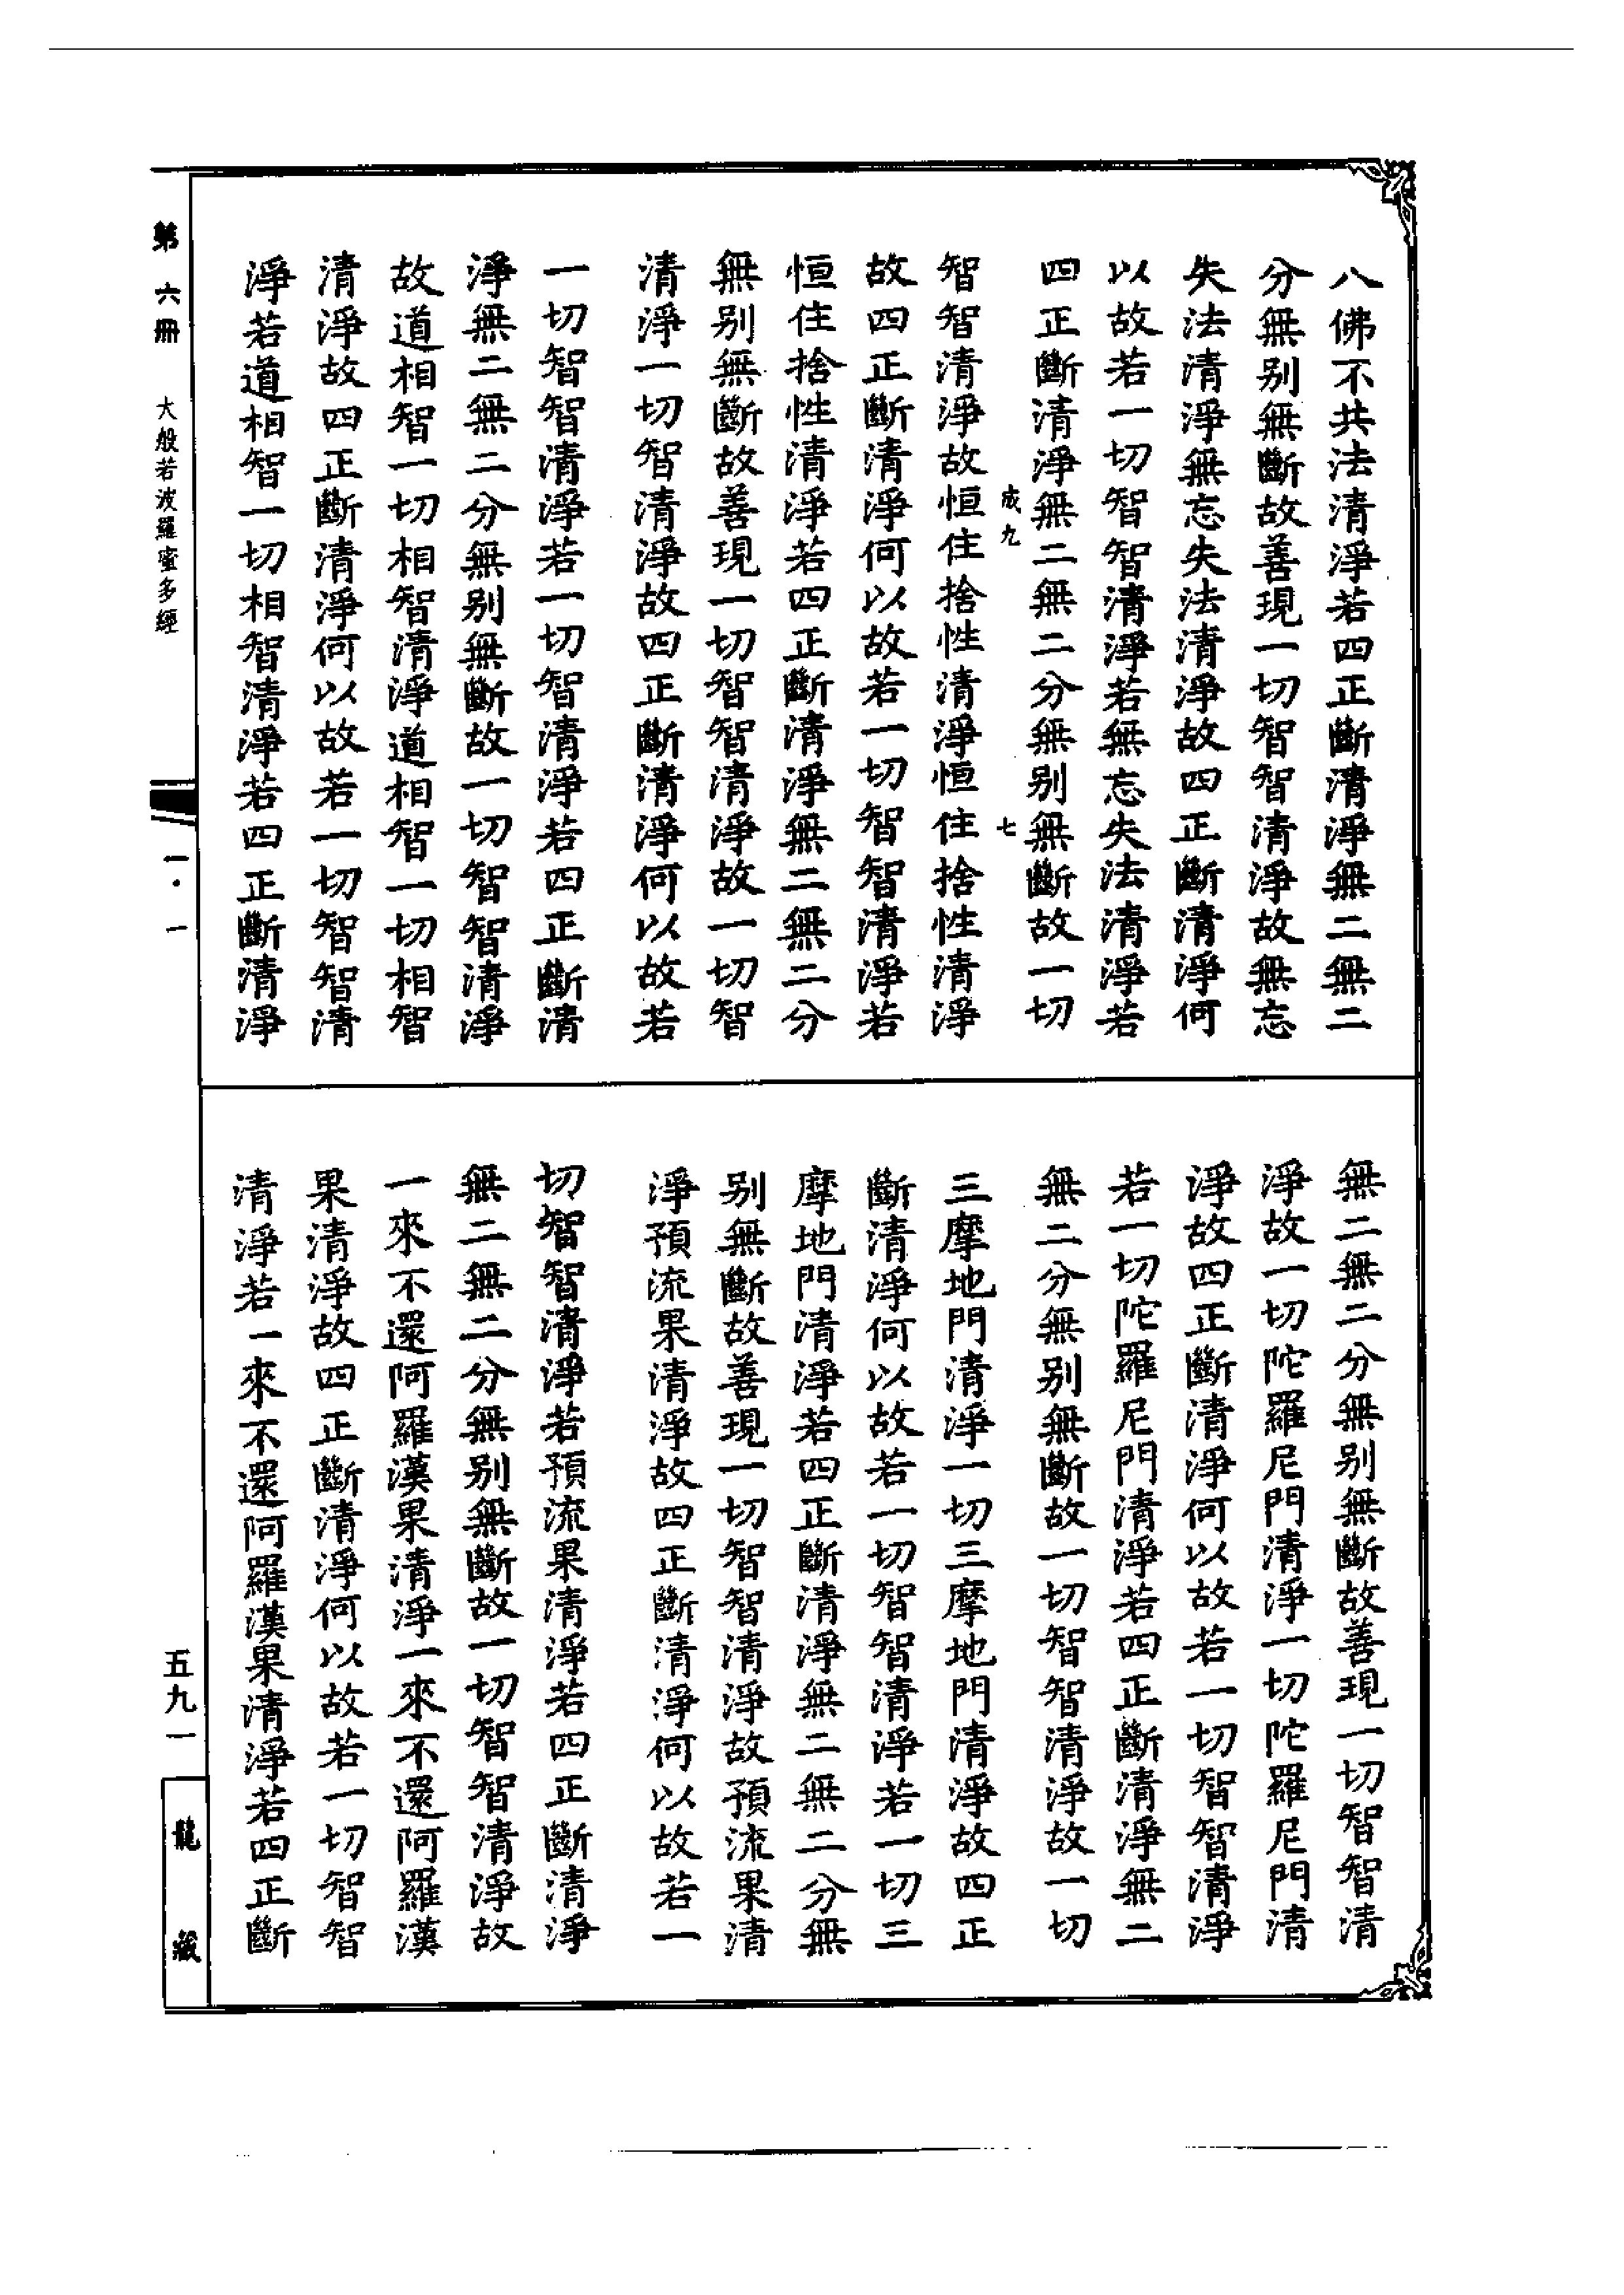 八佛不共法清淨若四正斷清淨無二無二
分無別無斷故善現一切智智清淨故無忘
失法清淨無忘失法清淨故四正斷清淨何
以故若一切智智清淨若無忘失法清淨若
四正斷清淨無二無二分無別無斷故一切
七
智智清淨故恒住捨性清淨恒住捨性清淨
故四正斷清淨何以故若一切智智清淨若
恒住捨性清淨若四正斷清淨無二無二分
無別無斷故善現一切智智清淨故一切智
清淨一切智清淨故四正斷清淨何以故若
一切智智清淨若一切智清淨若四正斷清
淨無二無二分無別無斷故一切智智清淨
故道相智一切相智清淨道相智一切相智
清淨故四正斷清淨何以故若一切智智清
淨若道相智一切相智清淨若四正斷清淨
無二無二分無別無斷故善現一切智智清
淨故一切陀羅尼門清淨一切陀羅尼門清
淨故四正斷清淨何以故若一切智智清淨
若一切陀羅尼門清淨若四正斷清淨無二
無二分無別無斷故一切智智清淨故一切
三摩地門清淨一切三摩地門清淨故四正
斷清淨何以故若一切智智清淨若一切三
摩地門清淨若四正斷清淨無二無二分無
別無斷故善現一切智智清淨故預流果清
淨預流果清淨故四正斷清淨何以故若一
切智智清淨若預流果清淨若四正斷清淨
無二無二分無別無斷故一切智智清淨故
一來不還阿羅漢果清淨一來不還阿羅漢
果清淨故四正斷清淨何以故若一切智智
清淨若一來不還阿羅漢果清淨若四正斷
第六冊 大般若波羅蜜多經
一·一
五九一
龍藏